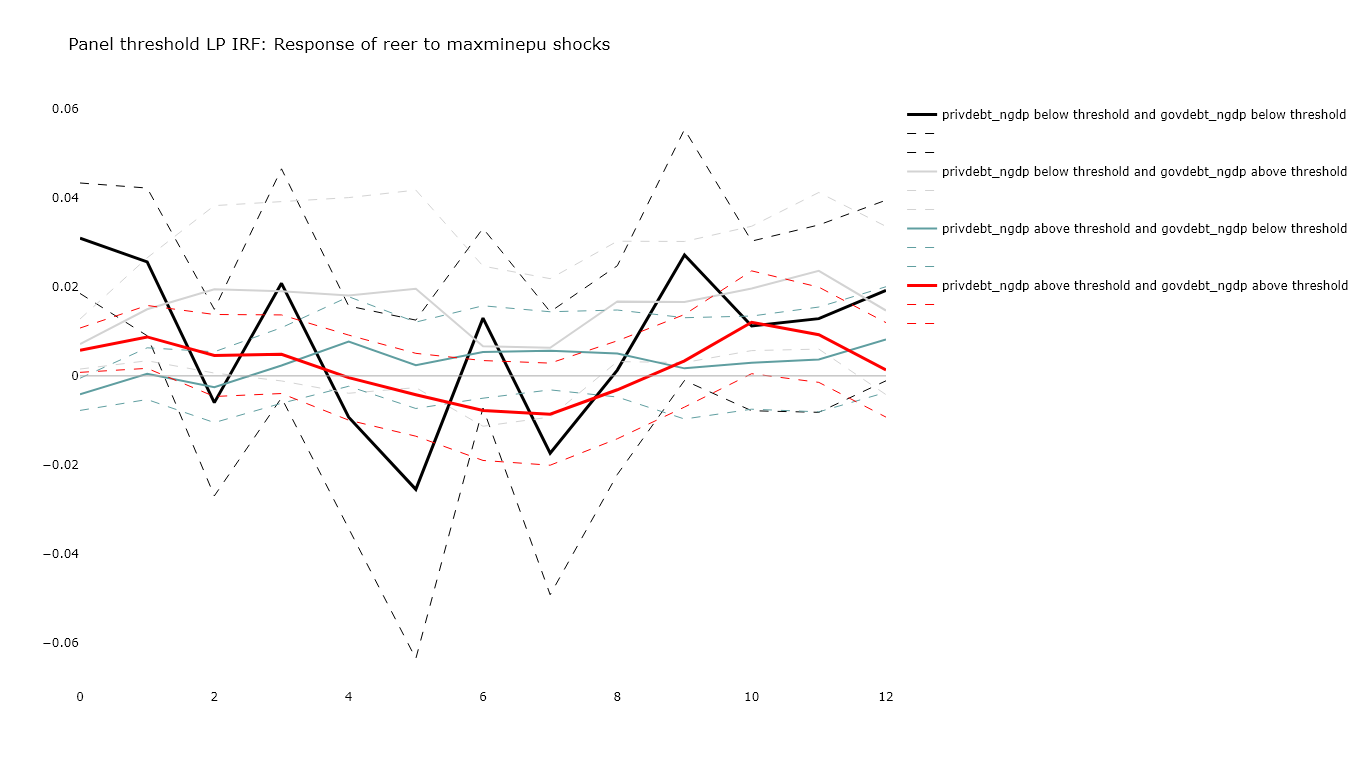 Panel threshold LP IRF: Response of reer to maxminepu shocks
0.06
0.04
0.02
0
−0.02
−0.04
−0.06
0 2 4 6 8 10 12
privdebt_ngdp below threshold and govdebt_ngdp below threshold
privdebt_ngdp below threshold and govdebt_ngdp above threshold
privdebt_ngdp above threshold and govdebt_ngdp below threshold
privdebt_ngdp above threshold and govdebt_ngdp above threshold